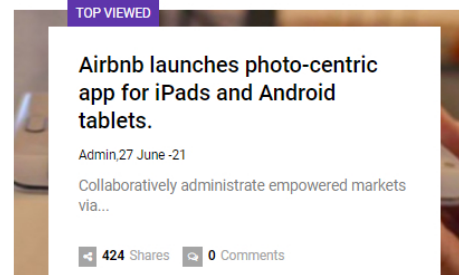 TOP VIEWED
Airbnb launches photo-centric
app for iPads and Android
tablets.
Admin,27 June -21
Collaboratively administrate empowered markets
via...
424 Shares 0 Comments